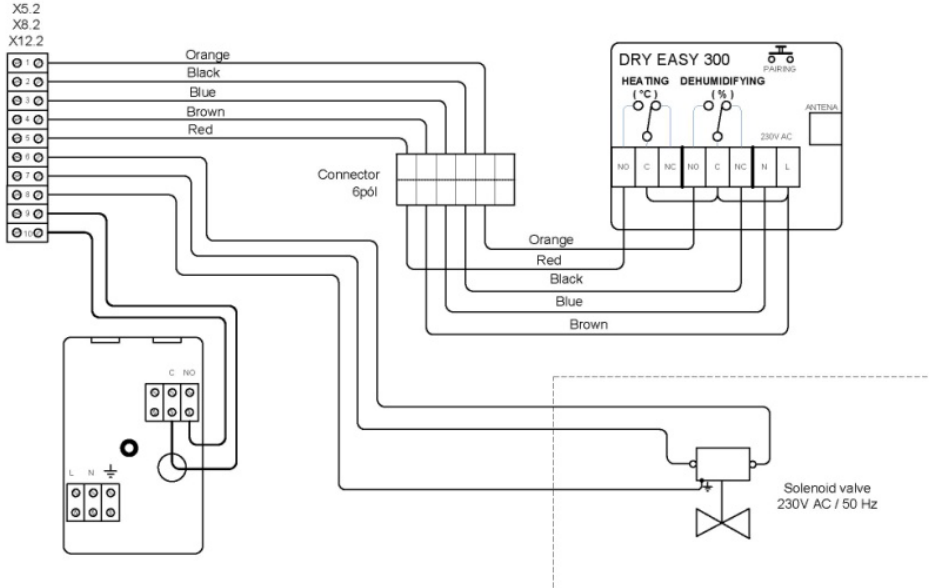 X5.2
X8.2
X12.2
1
2
3
4
5
6
7
8
9
10
Orange
Black
Blue
Brown
Red
Connector
6pól
DRY EASY 300
PAIRING
HEATING DEHUMIDIFYING
(°C) (%)
ANTENA
230V AC
NO C NC NO C NC N L
Orange
Red
Black
Blue
Brown
C NO
L N
Solenoid valve
230V AC / 50 Hz